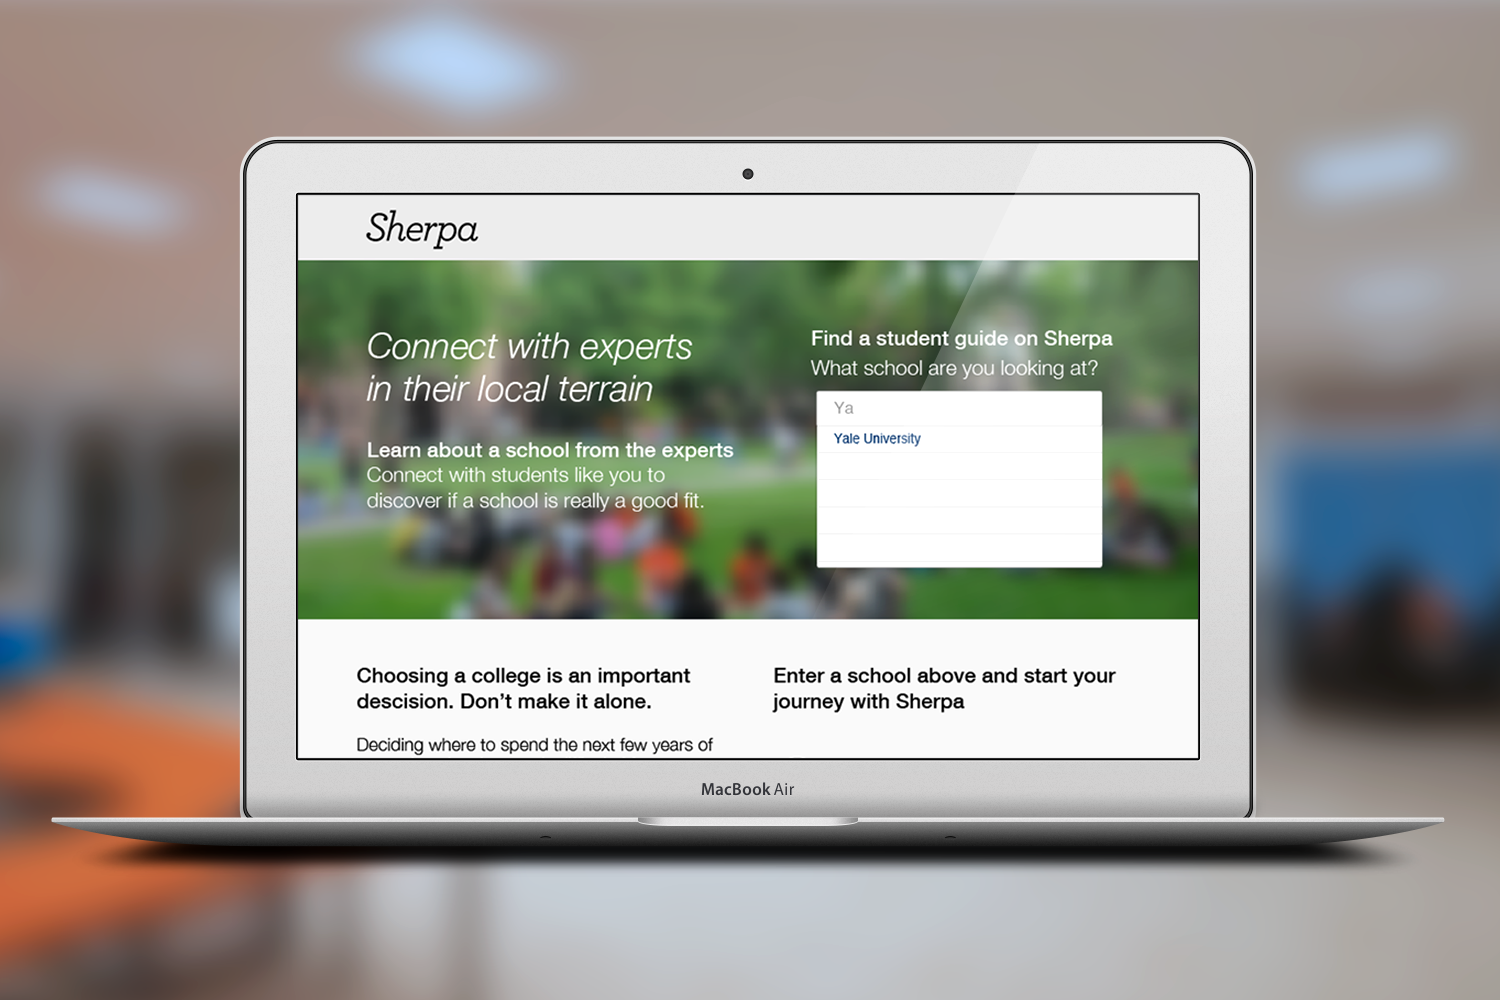 Sherpa
Connect with experts
in their local terrain
Learn about a school from the experts
Connect with students like you to
discover if a school is really a good fit.
Find a student guide on Sherpa
What school are you looking at?
Ya
Yale University
Choosing a college is an important
descision. Don’t make it alone.
Deciding where to spend the next few years of
Enter a school above and start your
journey with Sherpa
MacBook Air